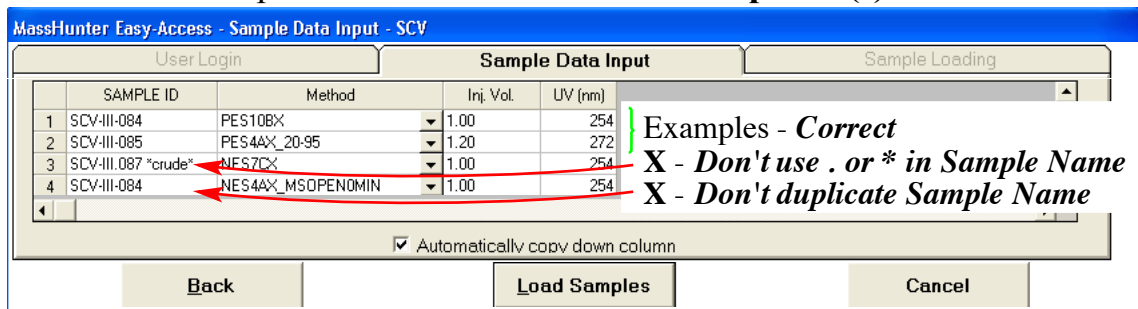 MassHunter Easy-Access - Sample Data Input - SCV
User Login Sample Data Input Sample Loading
SAMPLE ID Method Inj. Vol. UV (nm)
1 SCV-III-084 PES10BX 1.00 254
2 SCV-III-085 PES4AX_20-95 1.20 272
3 SCV-III.087 *crude* NES7CX 1.00 254
4 SCV-III-084 NES4AX_MSOPEN0MIN 1.00 254
Examples - Correct
X - Don't use . or * in Sample Name
X - Don't duplicate Sample Name
Automatically copy down column
Back Load Samples Cancel